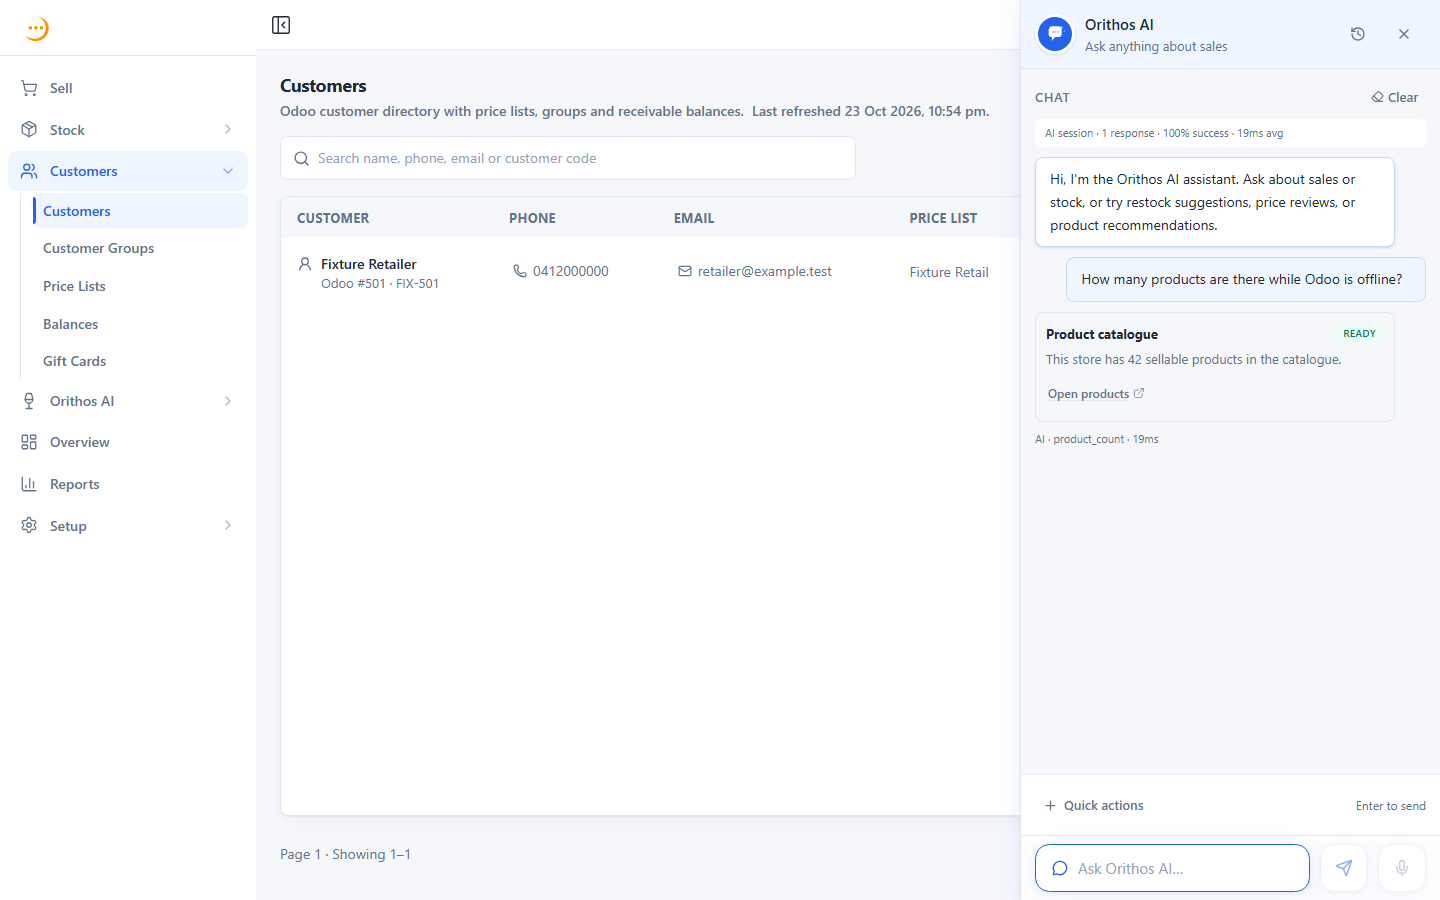 Sell
Stock
Customers
Customers
Customer Groups
Price Lists
Balances
Gift Cards
Orithos AI
Overview
Reports
Setup
Customers
Odoo customer directory with price lists, groups and receivable balances. Last refreshed 23 Oct 2026, 10:54 pm.
Search name, phone, email or customer code
CUSTOMER PHONE EMAIL PRICE LIST
Fixture Retailer 0412000000 retailer@example.test Fixture Retail
Odoo #501 · FIX-501
Page 1 · Showing 1–1
Orithos AI
Ask anything about sales
CHAT Clear
AI session · 1 response · 100% success · 19ms avg
Hi, I'm the Orithos AI assistant. Ask about sales or
stock, or try restock suggestions, price reviews, or
product recommendations.
How many products are there while Odoo is offline?
Product catalogue READY
This store has 42 sellable products in the catalogue.
Open products
AI · product_count · 19ms
Quick actions Enter to send
Ask Orithos AI...